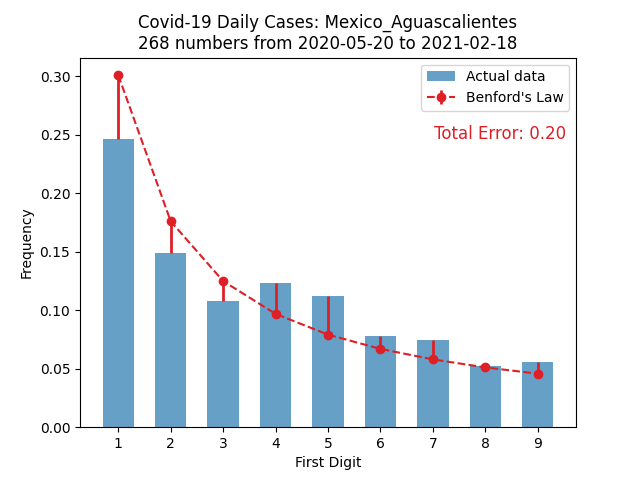 Covid-19 Daily Cases: Mexico_Aguascalientes
268 numbers from 2020-05-20 to 2021-02-18
Actual data
Benford's Law
Total Error: 0.20
Frequency
0.30
0.25
0.20
0.15
0.10
0.05
0.00
1 2 3 4 5 6 7 8 9
First Digit